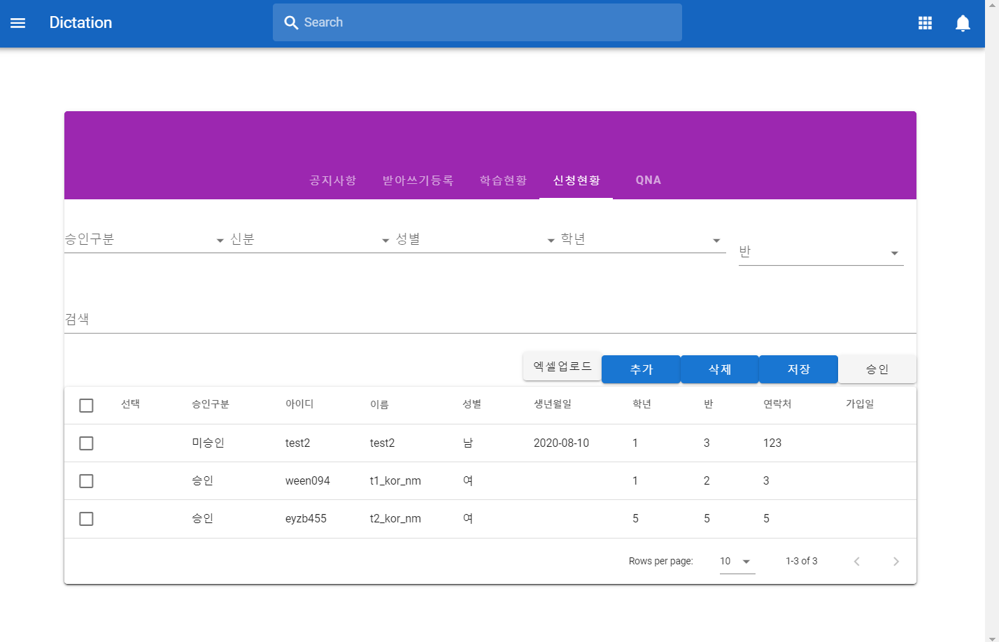 Dictation Search
공지사항 받아쓰기등록 학습현황 신청현황 QNA
승인구분 신분 성별 학년 반
검색
엑셀업로드 추가 삭제 저장 승인
선택 승인구분 아이디 이름 성별 생년월일 학년 반 연락처 가입일
미승인 test2 test2 남 2020-08-10 1 3 123
승인 ween094 t1_kor_nm 여 1 2 3
승인 eyzb455 t2_kor_nm 여 5 5 5
Rows per page: 10 1-3 of 3